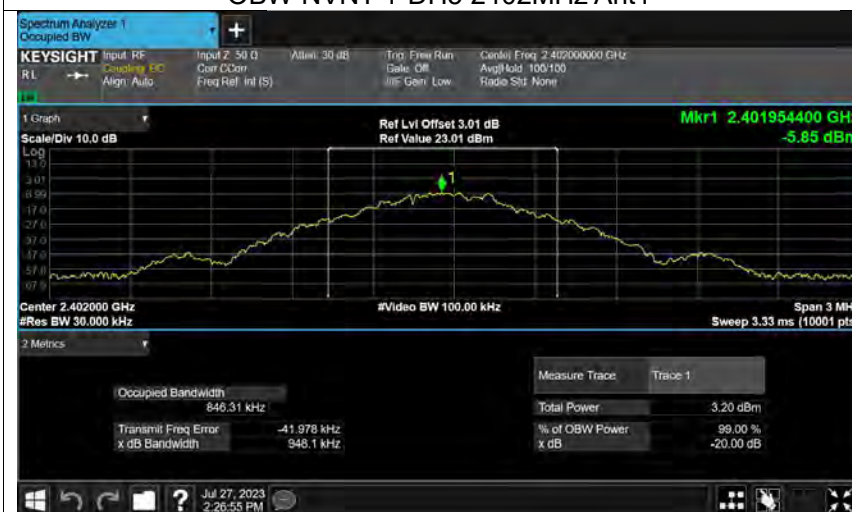 OBW NVNT 1-DH5 2402MHz Ant1
Spectrum Analyzer 1
Occupied BW
+
KEYSIGHT Input: RF Input Z: 50 Ω Atten: 30 dB Trig: Free Run Center Freq: 2.402000000 GHz
RL Coupling: DC Corr CCorr Gate: Off Avg|Hold: 100/100
Align: Auto Freq Ref: Int (S) #IF Gain: Low Radio Std: None
1 Graph
Scale/Div 10.0 dB
Ref Lvl Offset 3.01 dB
Ref Value 23.01 dBm
Mkr1 2.401954400 GHz
-5.85 dBm
Log
13.0
3.01
-6.99
-17.0
-27.0
-37.0
-47.0
-57.0
-67.0
1
Center 2.402000 GHz #Video BW 100.00 kHz Span 3 MH
#Res BW 30.000 kHz Sweep 3.33 ms (10001 pts
2 Metrics
Measure Trace Trace 1
Occupied Bandwidth
846.31 kHz
Total Power 3.20 dBm
Transmit Freq Error -41.978 kHz % of OBW Power 99.00 %
x dB Bandwidth 948.1 kHz x dB -20.00 dB
? Jul 27, 2023
2:26:55 PM